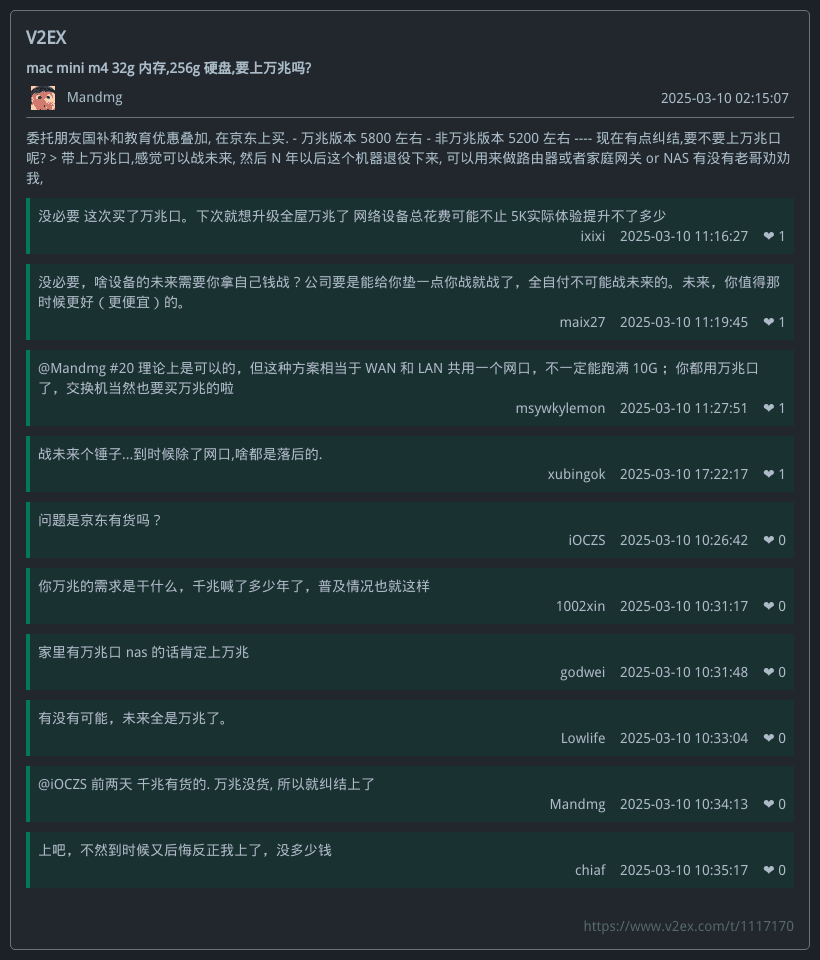 V2EX
mac mini m4 32g 内存,256g 硬盘,要上万兆吗?
Mandmg 2025-03-10 02:15:07
委托朋友国补和教育优惠叠加, 在京东上买. - 万兆版本 5800 左右 - 非万兆版本 5200 左右 ---- 现在有点纠结,要不要上万兆口
呢? > 带上万兆口,感觉可以战未来, 然后 N 年以后这个机器退役下来, 可以用来做路由器或者家庭网关 or NAS 有没有老哥劝劝
我,
没必要 这次买了万兆口。下次就想升级全屋万兆了 网络设备总花费可能不止 5K实际体验提升不了多少
ixixi 2025-03-10 11:16:27 ❤ 1
没必要，啥设备的未来需要你拿自己钱战？公司要是能给你垫一点你战就战了，全自付不可能战未来的。未来，你值得那
时候更好（更便宜）的。
maix27 2025-03-10 11:19:45 ❤ 1
@Mandmg #20 理论上是可以的，但这种方案相当于 WAN 和 LAN 共用一个网口，不一定能跑满 10G ；你都用万兆口
了，交换机当然也要买万兆的啦
msywkylemon 2025-03-10 11:27:51 ❤ 1
战未来个锤子...到时候除了网口,啥都是落后的.
xubingok 2025-03-10 17:22:17 ❤ 1
问题是京东有货吗？
iOCZS 2025-03-10 10:26:42 ❤ 0
你万兆的需求是干什么，千兆喊了多少年了，普及情况也就这样
1002xin 2025-03-10 10:31:17 ❤ 0
家里有万兆口 nas 的话肯定上万兆
godwei 2025-03-10 10:31:48 ❤ 0
有没有可能，未来全是万兆了。
Lowlife 2025-03-10 10:33:04 ❤ 0
@iOCZS 前两天 千兆有货的. 万兆没货, 所以就纠结上了
Mandmg 2025-03-10 10:34:13 ❤ 0
上吧，不然到时候又后悔反正我上了，没多少钱
chiaf 2025-03-10 10:35:17 ❤ 0
https://www.v2ex.com/t/1117170